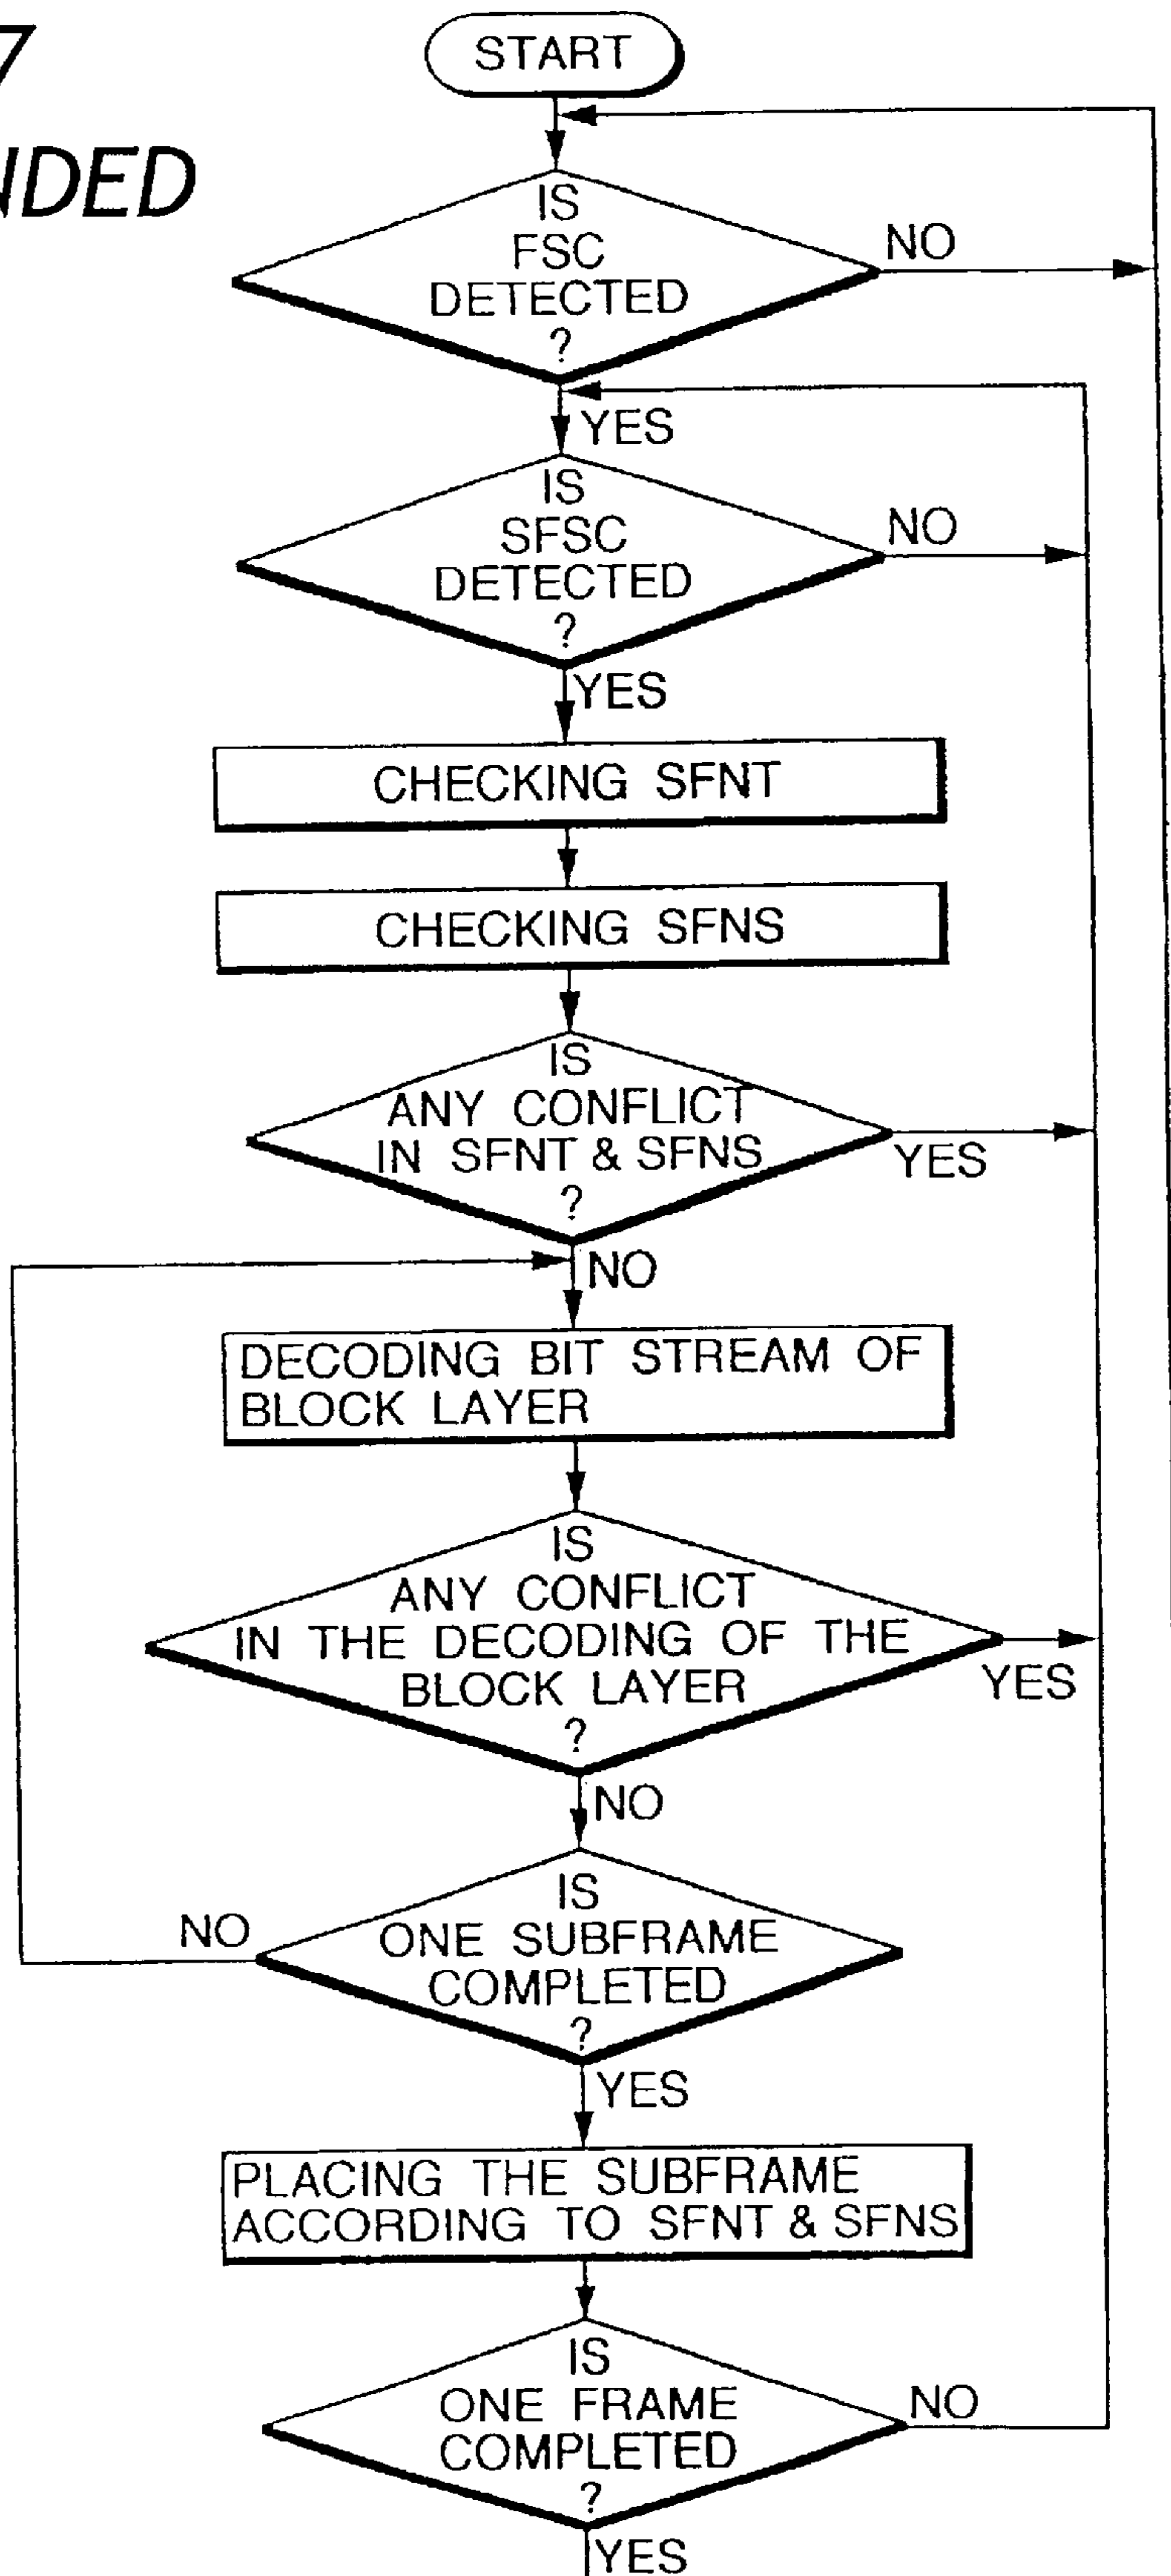 7
NDED
START
IS
FSC
DETECTED
?
NO
YES
IS
SFSC
DETECTED
?
NO
YES
CHECKING SFNT
CHECKING SFNS
IS
ANY CONFLICT
IN SFNT & SFNS
?
YES
NO
DECODING BIT STREAM OF
BLOCK LAYER
IS
ANY CONFLICT
IN THE DECODING OF THE
BLOCK LAYER
?
YES
NO
IS
ONE SUBFRAME
COMPLETED
?
NO
YES
PLACING THE SUBFRAME
ACCORDING TO SFNT & SFNS
IS
ONE FRAME
COMPLETED
?
NO
YES